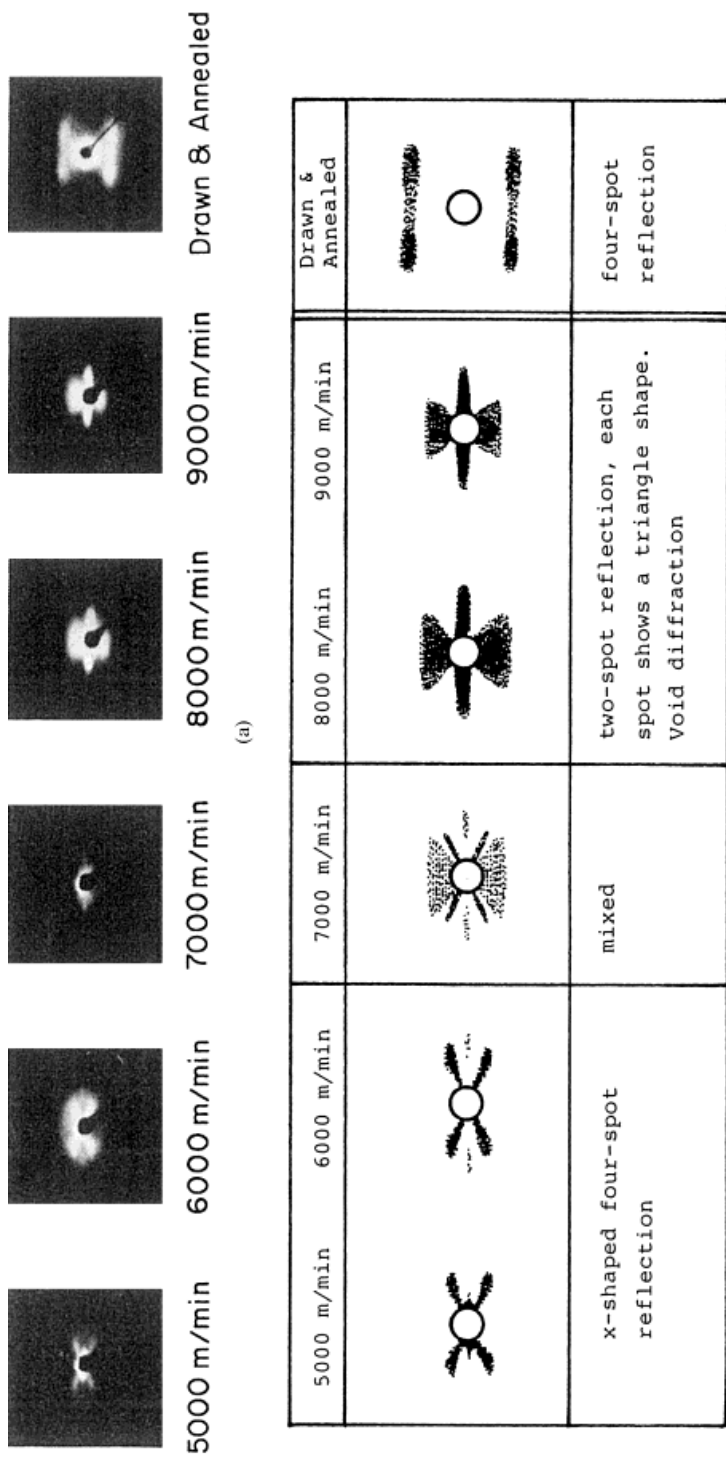 5000 m/min 6000 m/min 7000 m/min 8000 m/min 9000 m/min Drawn & Annealed
(a)
5000 m/min 6000 m/min 7000 m/min 8000 m/min 9000 m/min Drawn &
Annealed
x-shaped four-spot
reflection
mixed
two-spot reflection, each
spot shows a triangle shape.
Void diffraction
four-spot
reflection